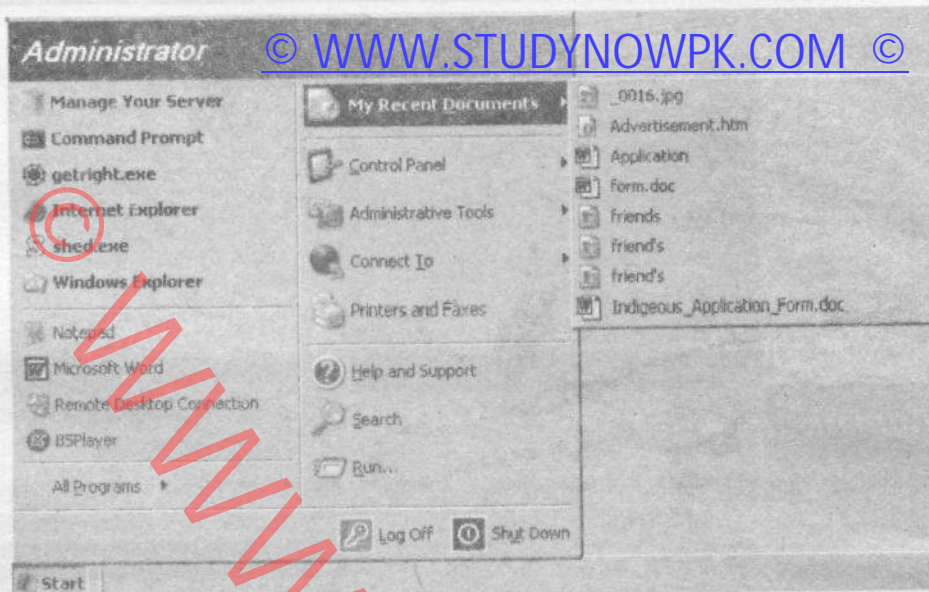 Administrator
© WWW.STUDYNOWPK.COM ©
Manage Your Server
Command Prompt
getright.exe
Internet Explorer
shed.exe
Windows Explorer
Notepad
Microsoft Word
Remote Desktop Connection
BSPlayer
All Programs
My Recent Documents
Control Panel
Administrative Tools
Connect To
Printers and Faxes
Help and Support
Search
Run...
_0016.jpg
Advertisement.htm
Application
form.doc
friends
friend's
friend's
Indigeous_Application_Form.doc
Log Off
Shut Down
Start
© WWW